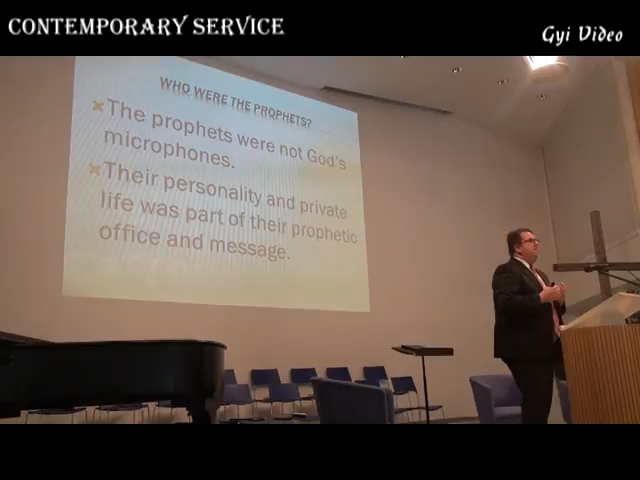 CONTEMPORARY SERVICE
Gyi Video
WHO WERE THE PROPHETS?
The prophets were not God's
microphones.
Their personality and private
life was part of their prophetic
office and message.